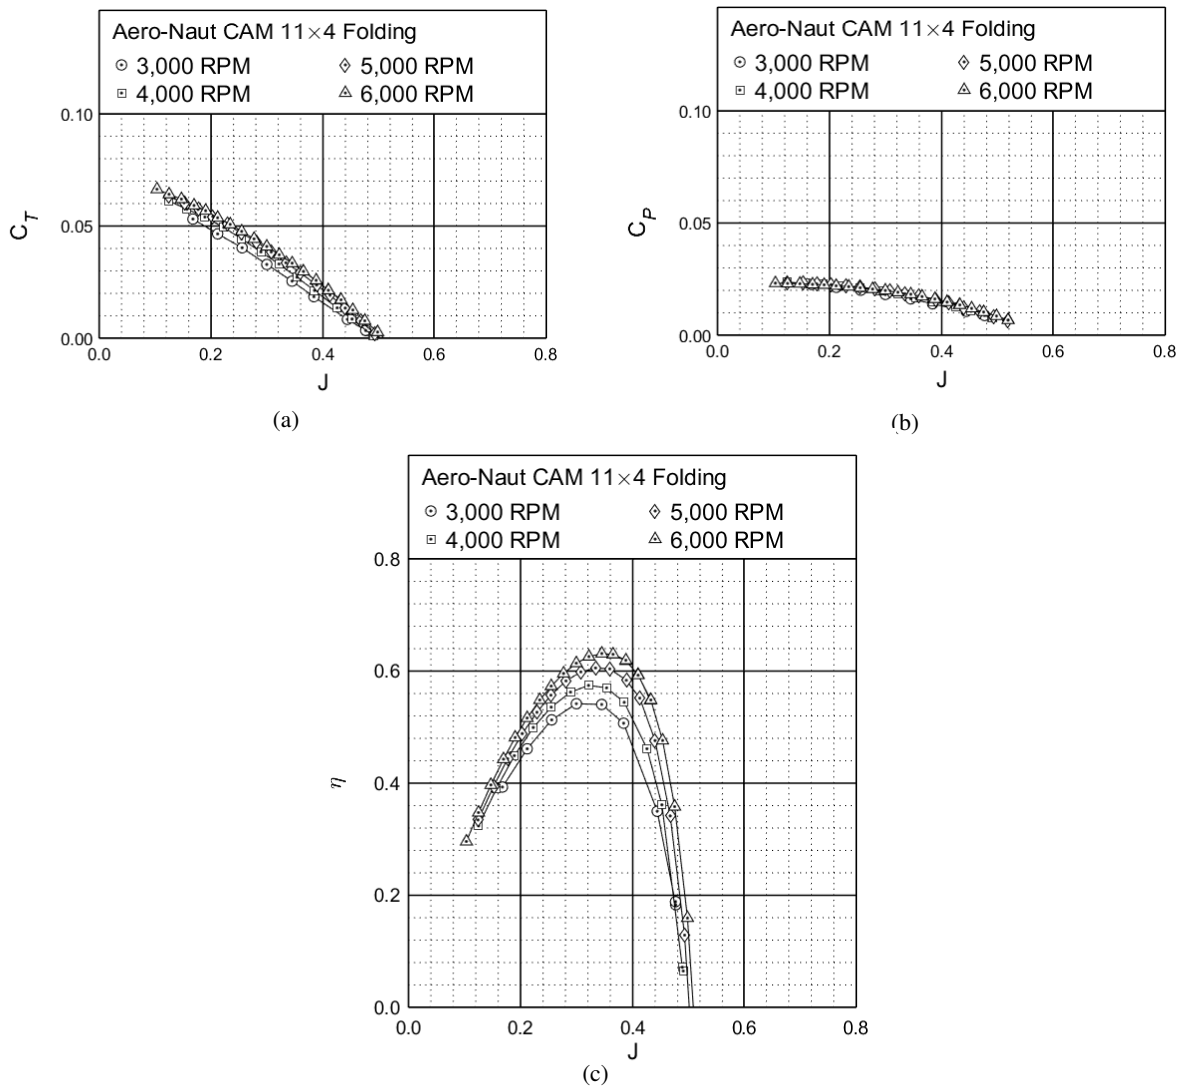 Aero-Naut CAM 11×4 Folding
3,000 RPM 5,000 RPM
4,000 RPM 6,000 RPM
0.10
0.05
0.00
C_T
0.0 0.2 0.4 0.6 0.8
J
(a)
Aero-Naut CAM 11×4 Folding
3,000 RPM 5,000 RPM
4,000 RPM 6,000 RPM
0.10
0.05
0.00
C_P
0.0 0.2 0.4 0.6 0.8
J
(b)
Aero-Naut CAM 11×4 Folding
3,000 RPM 5,000 RPM
4,000 RPM 6,000 RPM
0.8
0.6
0.4
0.2
0.0
η
0.0 0.2 0.4 0.6 0.8
J
(c)